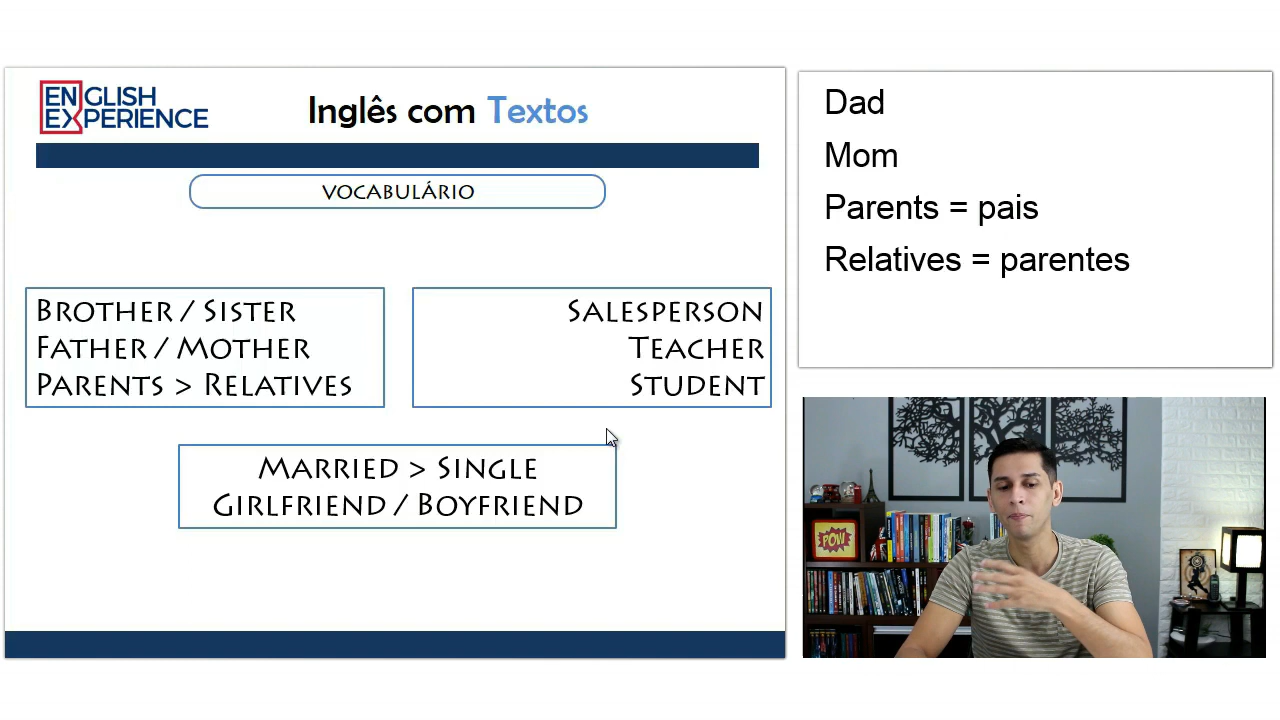 ENGLISH
EXPERIENCE
Inglês com Textos
VOCABULÁRIO
BROTHER / SISTER
FATHER / MOTHER
PARENTS > RELATIVES
SALESPERSON
TEACHER
STUDENT
MARRIED > SINGLE
GIRLFRIEND / BOYFRIEND
Dad
Mom
Parents = pais
Relatives = parentes
POW